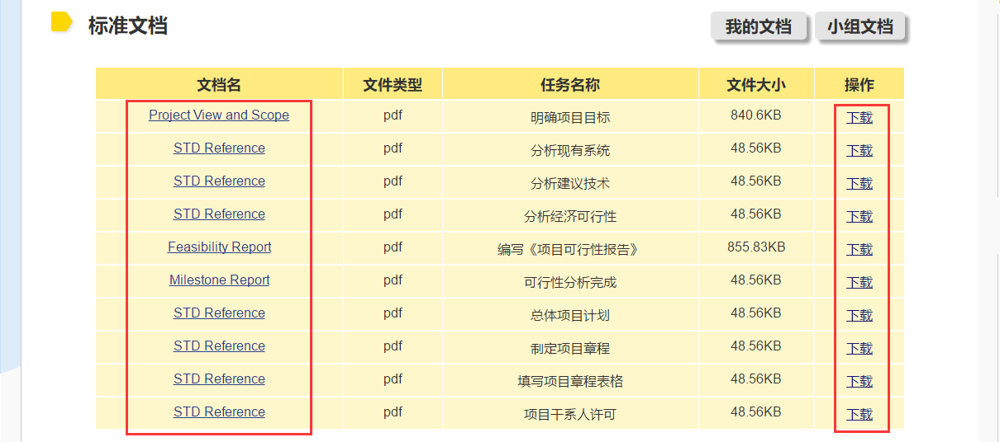 标准文档
我的文档 小组文档
文档名 文件类型 任务名称 文件大小 操作
Project View and Scope pdf 明确项目目标 840.6KB 下载
STD Reference pdf 分析现有系统 48.56KB 下载
STD Reference pdf 分析建议技术 48.56KB 下载
STD Reference pdf 分析经济可行性 48.56KB 下载
Feasibility Report pdf 编写《项目可行性报告》 855.83KB 下载
Milestone Report pdf 可行性分析完成 48.56KB 下载
STD Reference pdf 总体项目计划 48.56KB 下载
STD Reference pdf 制定项目章程 48.56KB 下载
STD Reference pdf 填写项目章程表格 48.56KB 下载
STD Reference pdf 项目干系人许可 48.56KB 下载